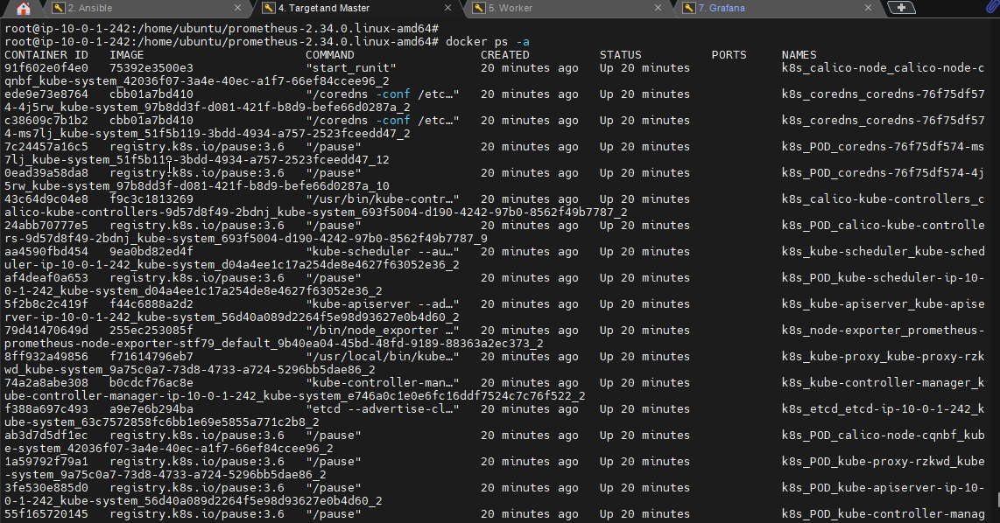 2. Ansible
4. Target and Master
5. Worker
7. Grafana
root@ip-10-0-1-242:/home/ubuntu/prometheus-2.34.0.linux-amd64#
root@ip-10-0-1-242:/home/ubuntu/prometheus-2.34.0.linux-amd64# docker ps -a
CONTAINER ID   IMAGE                      COMMAND                  CREATED          STATUS          PORTS     NAMES
91f602e0f4e0   75392e3500e3               "start_runit"            20 minutes ago   Up 20 minutes             k8s_calico-node_calico-node-c
qnbf_kube-system_42036f07-3a4e-40ec-a1f7-66ef84ccee96_2
ede9e73e8764   cbb01a7bd410               "/coredns -conf /etc…"   20 minutes ago   Up 20 minutes             k8s_coredns_coredns-76f75df57
4-4j5rw_kube-system_97b8dd3f-d081-421f-b8d9-befe66d0287a_2
c38609c7b1b2   cbb01a7bd410               "/coredns -conf /etc…"   20 minutes ago   Up 20 minutes             k8s_coredns_coredns-76f75df57
4-ms7lj_kube-system_51f5b119-3bdd-4934-a757-2523fceedd47_2
7c24457a16c5   registry.k8s.io/pause:3.6   "/pause"                 20 minutes ago   Up 20 minutes             k8s_POD_coredns-76f75df574-ms
7lj_kube-system_51f5b119-3bdd-4934-a757-2523fceedd47_12
0ead39a58da8   registry.k8s.io/pause:3.6   "/pause"                 20 minutes ago   Up 20 minutes             k8s_POD_coredns-76f75df574-4j
5rw_kube-system_97b8dd3f-d081-421f-b8d9-befe66d0287a_10
43c64d9c04e8   f9c3c1813269               "/usr/bin/kube-contr…"   20 minutes ago   Up 20 minutes             k8s_calico-kube-controllers_c
alico-kube-controllers-9d57d8f49-2bdnj_kube-system_693f5004-d190-4242-97b0-8562f49b7787_2
24abb70777e5   registry.k8s.io/pause:3.6   "/pause"                 20 minutes ago   Up 20 minutes             k8s_POD_calico-kube-controlle
rs-9d57d8f49-2bdnj_kube-system_693f5004-d190-4242-97b0-8562f49b7787_9
aa4590fbd454   9ea0bd82ed4f               "kube-scheduler --au…"   20 minutes ago   Up 20 minutes             k8s_kube-scheduler_kube-sched
uler-ip-10-0-1-242_kube-system_d04a4ee1c17a254de8e4627f63052e36_2
af4deaf0a653   registry.k8s.io/pause:3.6   "/pause"                 20 minutes ago   Up 20 minutes             k8s_POD_kube-scheduler-ip-10-
0-1-242_kube-system_d04a4ee1c17a254de8e4627f63052e36_2
5f2b8c2c419f   f44c6888a2d2               "kube-apiserver --ad…"   20 minutes ago   Up 20 minutes             k8s_kube-apiserver_kube-apise
rver-ip-10-0-1-242_kube-system_56d40a089d2264f5e98d93627e0b4d60_2
79d41470649d   255ec253085f               "/bin/node_exporter …"   20 minutes ago   Up 20 minutes             k8s_node-exporter_prometheus-
prometheus-node-exporter-stf79_default_9b40ea04-45bd-48fd-9189-88363a2ec373_2
8ff932a49856   f71614796eb7               "/usr/local/bin/kube…"   20 minutes ago   Up 20 minutes             k8s_kube-proxy_kube-proxy-rzk
wd_kube-system_9a75c0a7-73d8-4733-a724-5296bb5dae86_2
74a2a8abe308   b0cdcf76ac8e               "kube-controller-man…"   20 minutes ago   Up 20 minutes             k8s_kube-controller-manager_k
ube-controller-manager-ip-10-0-1-242_kube-system_e746a0c1e0e6fc16ddf7524c7c76f522_2
f388a697c493   a9e7e6b294ba               "etcd --advertise-cl…"   20 minutes ago   Up 20 minutes             k8s_etcd_etcd-ip-10-0-1-242_k
ube-system_63c7572858fc6bb1e69e5855a771c2b8_2
ab3d7d5df1ec   registry.k8s.io/pause:3.6   "/pause"                 20 minutes ago   Up 20 minutes             k8s_POD_calico-node-cqnbf_kub
e-system_42036f07-3a4e-40ec-a1f7-66ef84ccee96_2
1a59792f79a1   registry.k8s.io/pause:3.6   "/pause"                 20 minutes ago   Up 20 minutes             k8s_POD_kube-proxy-rzkwd_kube
-system_9a75c0a7-73d8-4733-a724-5296bb5dae86_2
3fe530e885d0   registry.k8s.io/pause:3.6   "/pause"                 20 minutes ago   Up 20 minutes             k8s_POD_kube-apiserver-ip-10-
0-1-242_kube-system_56d40a089d2264f5e98d93627e0b4d60_2
55f165720145   registry.k8s.io/pause:3.6   "/pause"                 20 minutes ago   Up 20 minutes             k8s_POD_kube-controller-manag